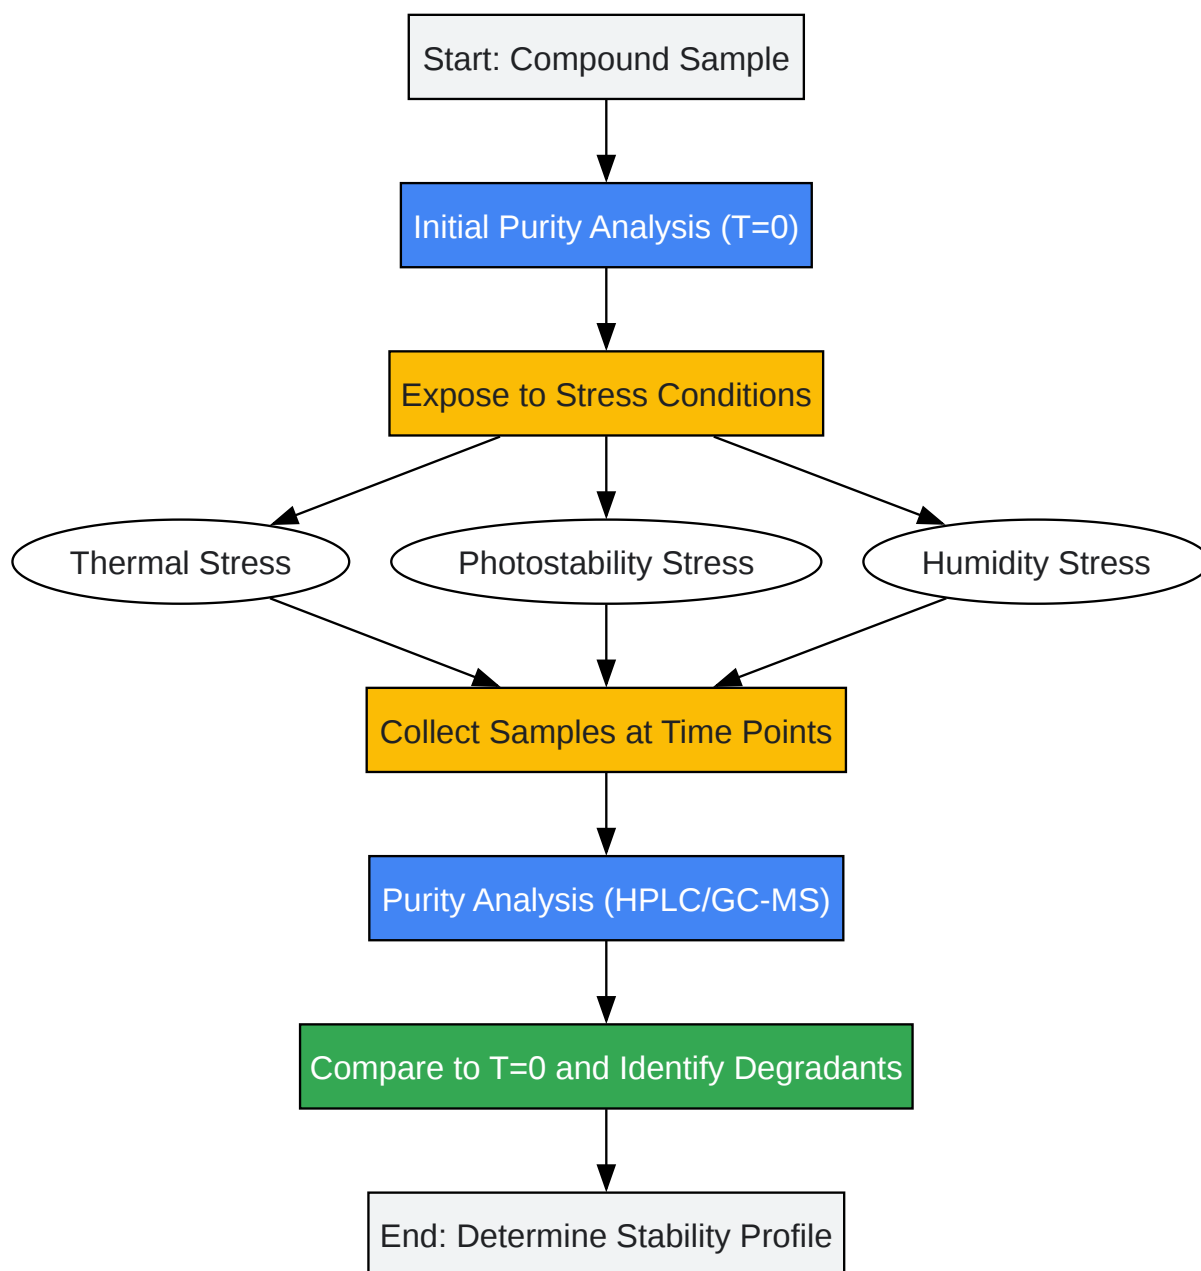 Start: Compound Sample
Initial Purity Analysis (T=0)
Expose to Stress Conditions
Thermal Stress
Photostability Stress
Humidity Stress
Collect Samples at Time Points
Purity Analysis (HPLC/GC-MS)
Compare to T=0 and Identify Degradants
End: Determine Stability Profile